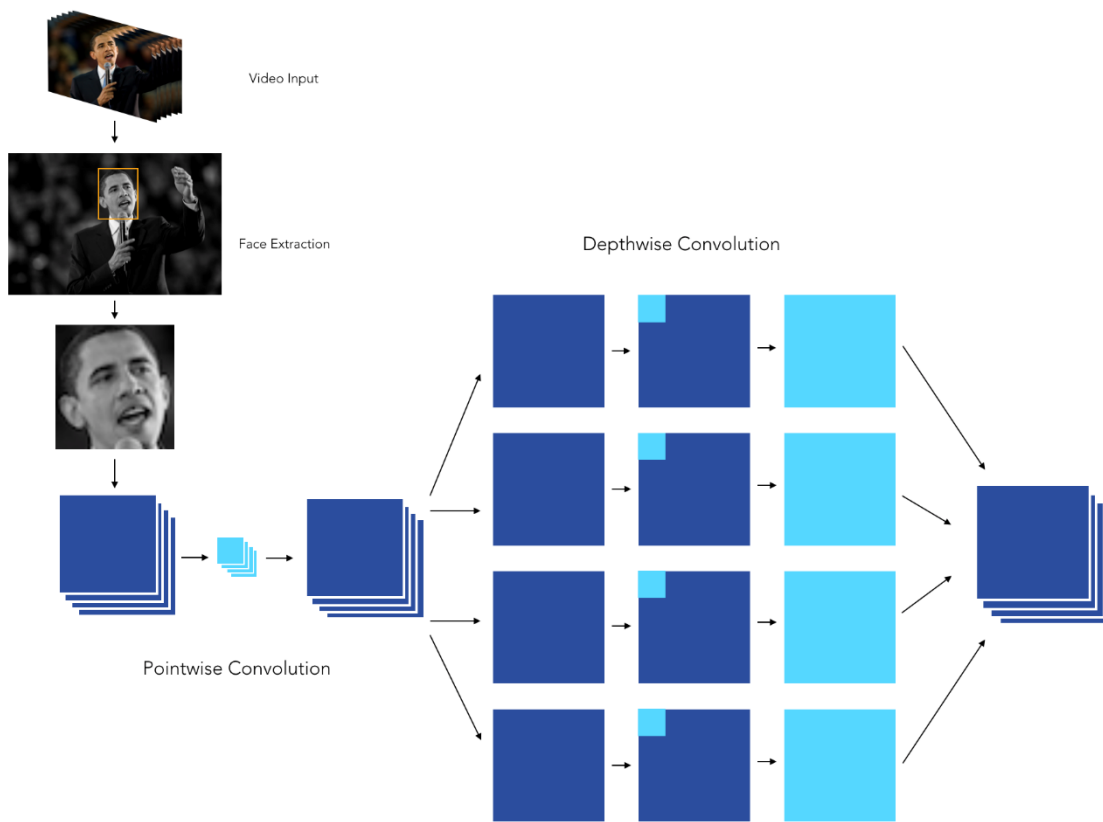 Video Input
Face Extraction
Depthwise Convolution
Pointwise Convolution